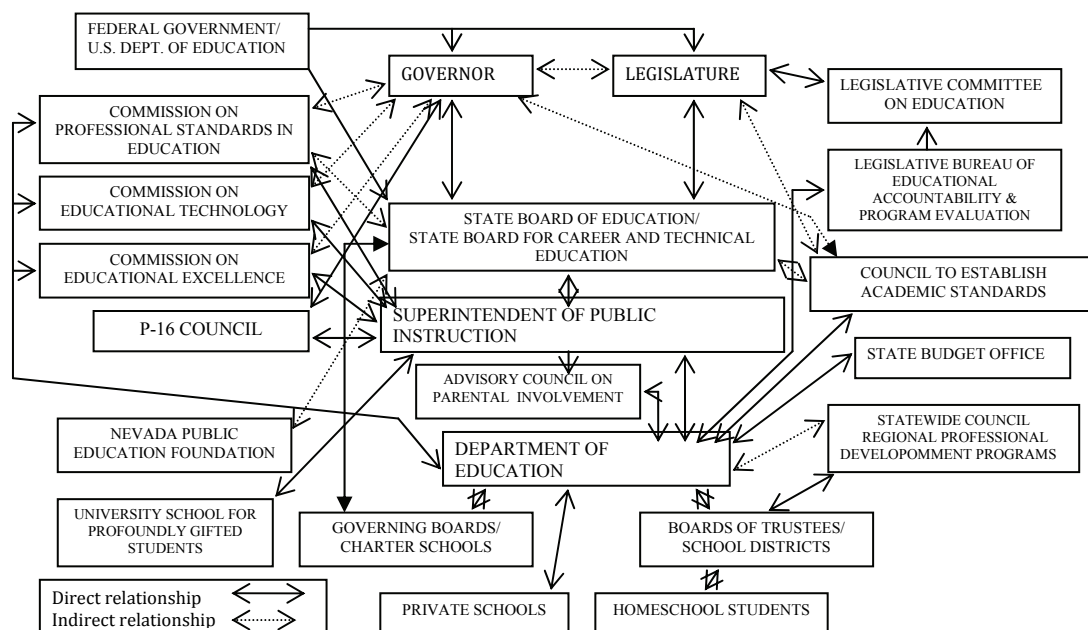 FEDERAL GOVERNMENT/
U.S. DEPT. OF EDUCATION
GOVERNOR
LEGISLATURE
LEGISLATIVE COMMITTEE
ON EDUCATION
COMMISSION ON
PROFESSIONAL STANDARDS IN
EDUCATION
LEGISLATIVE BUREAU OF
EDUCATIONAL
ACCOUNTABILITY &
PROGRAM EVALUATION
COMMISSION ON
EDUCATIONAL TECHNOLOGY
STATE BOARD OF EDUCATION/
STATE BOARD FOR CAREER AND TECHNICAL
EDUCATION
COMMISSION ON
EDUCATIONAL EXCELLENCE
COUNCIL TO ESTABLISH
ACADEMIC STANDARDS
P-16 COUNCIL
SUPERINTENDENT OF PUBLIC
INSTRUCTION
STATE BUDGET OFFICE
ADVISORY COUNCIL ON
PARENTAL INVOLVEMENT
NEVADA PUBLIC
EDUCATION FOUNDATION
DEPARTMENT OF
EDUCATION
STATEWIDE COUNCIL
REGIONAL PROFESSIONAL
DEVELOPOMMENT PROGRAMS
UNIVERSITY SCHOOL FOR
PROFOUNDLY GIFTED
STUDENTS
GOVERNING BOARDS/
CHARTER SCHOOLS
BOARDS OF TRUSTEES/
SCHOOL DISTRICTS
Direct relationship
Indirect relationship
PRIVATE SCHOOLS
HOMESCHOOL STUDENTS